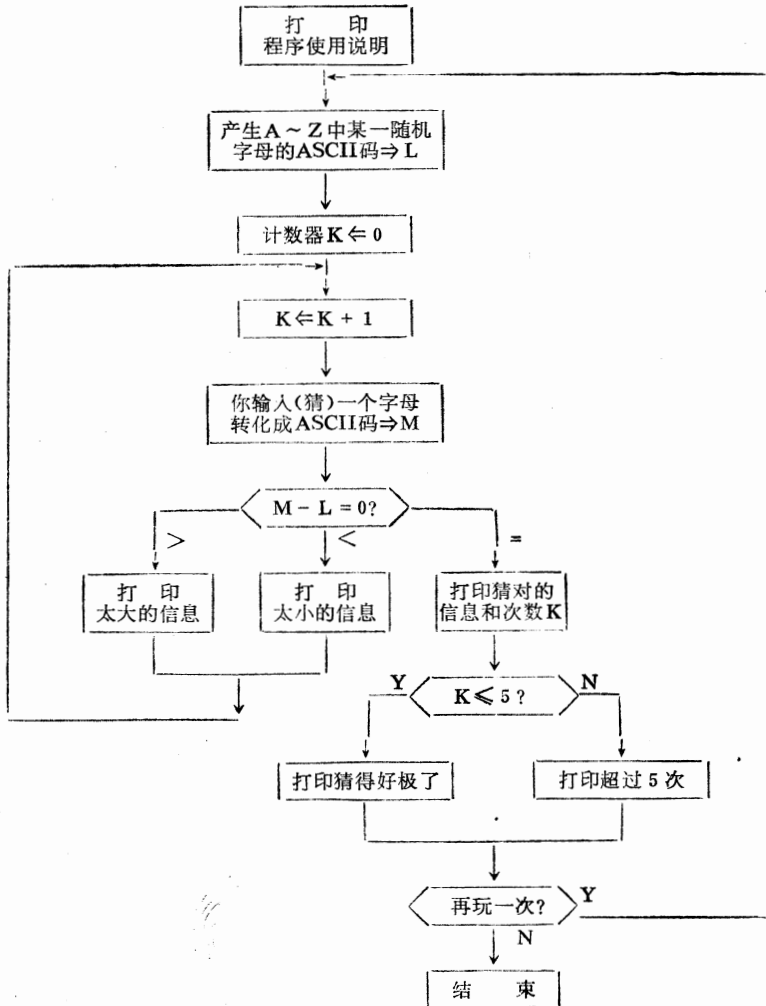 打 印
程序使用说明
产生A～Z中某一随机
字母的ASCII码⇒L
计数器K⇐0
K⇐K + 1
你输入(猜)一个字母
转化成ASCII码⇒M
M－L = 0?
>
<
=
打 印
太大的信息
打 印
太小的信息
打印猜对的
信息和次数K
Y
K≤5?
N
打印猜得好极了
打印超过5次
再玩一次?
Y
N
结 束